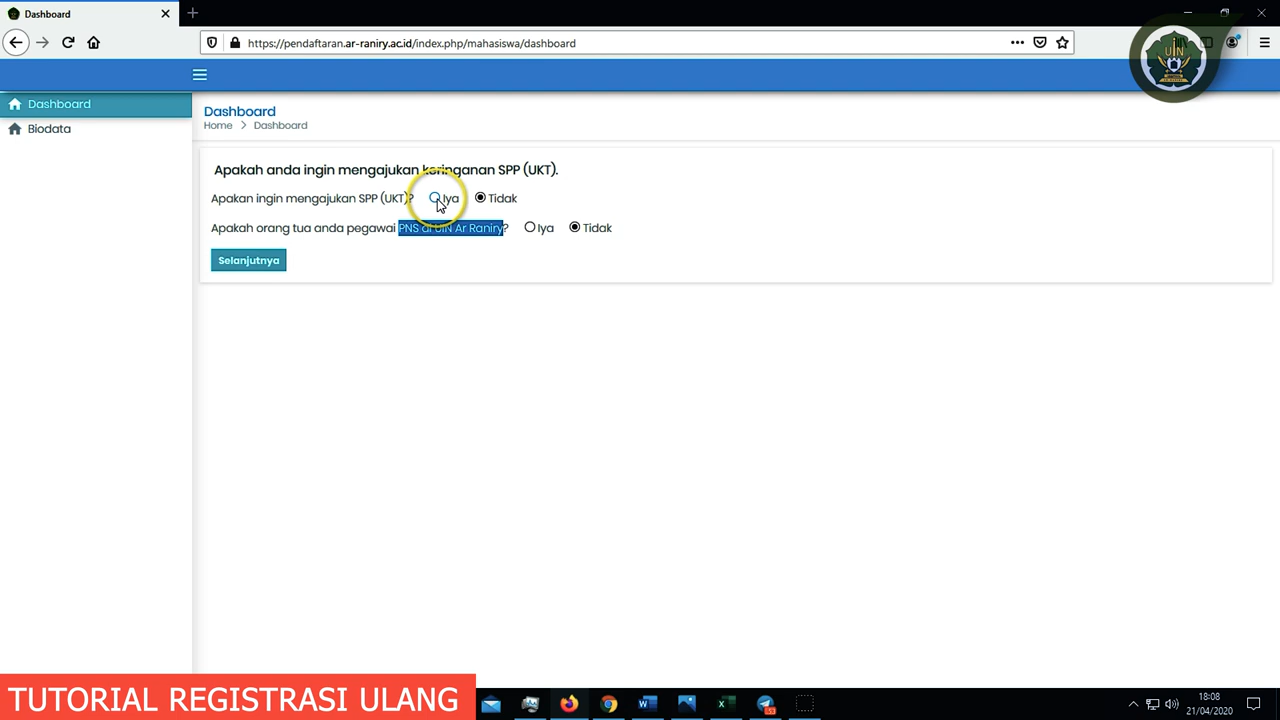 Dashboard
https://pendaftaran.ar-raniry.ac.id/index.php/mahasiswa/dashboard
UIN
Dashboard
Biodata
Dashboard
Home > Dashboard
Apakah anda ingin mengajukan keringanan SPP (UKT).
Apakan ingin mengajukan SPP (UKT)? Iya Tidak
Apakah orang tua anda pegawai PNS di UIN Ar Raniry? Iya Tidak
Selanjutnya
TUTORIAL REGISTRASI ULANG
18:08
21/04/2020